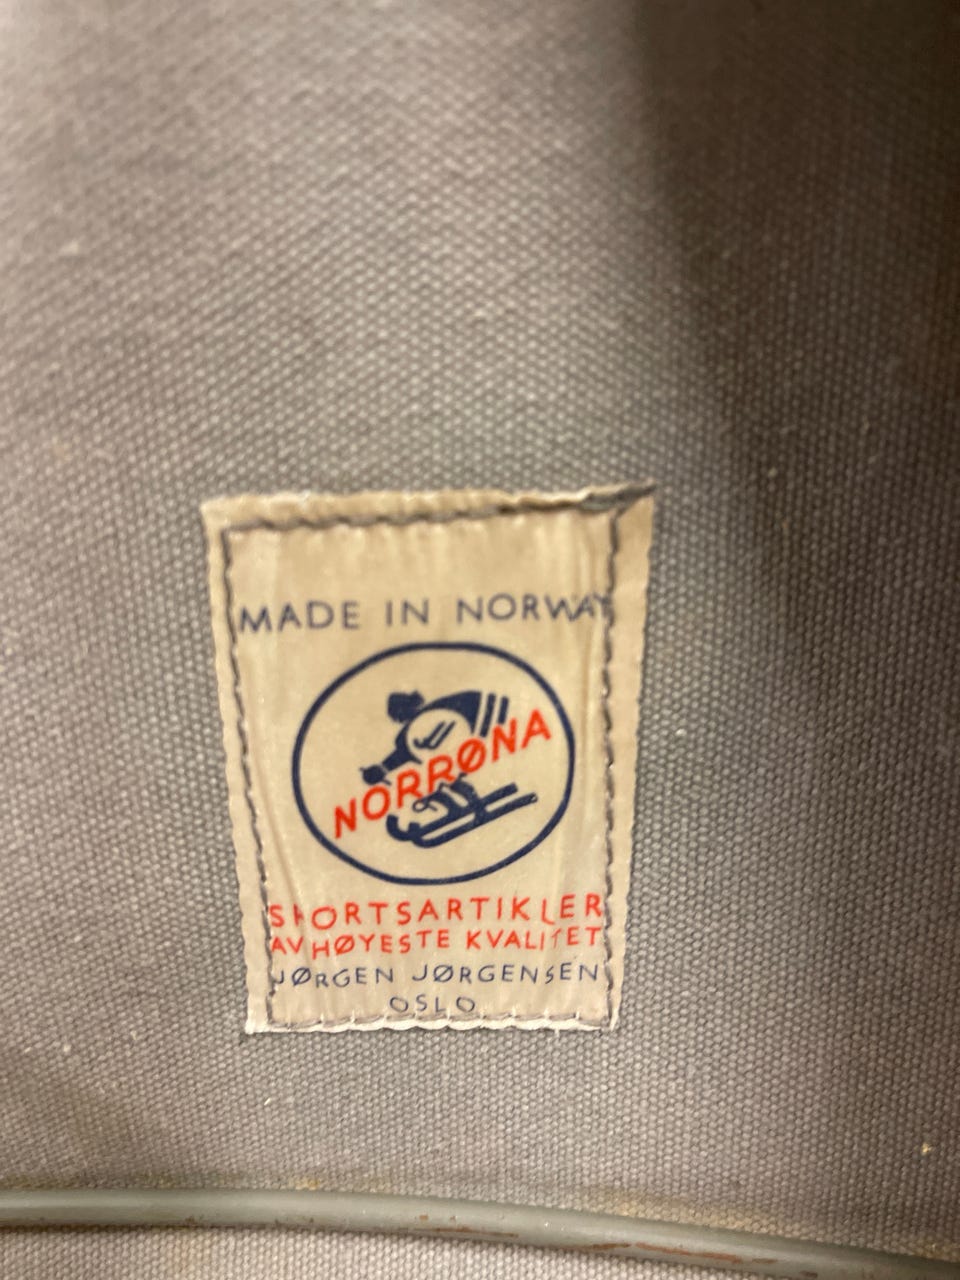 MADE IN NORWAY
NORRØNA
SPORTSARTIKLER
AV HØYESTE KVALITET
JØRGEN JØRGENSEN
OSLO